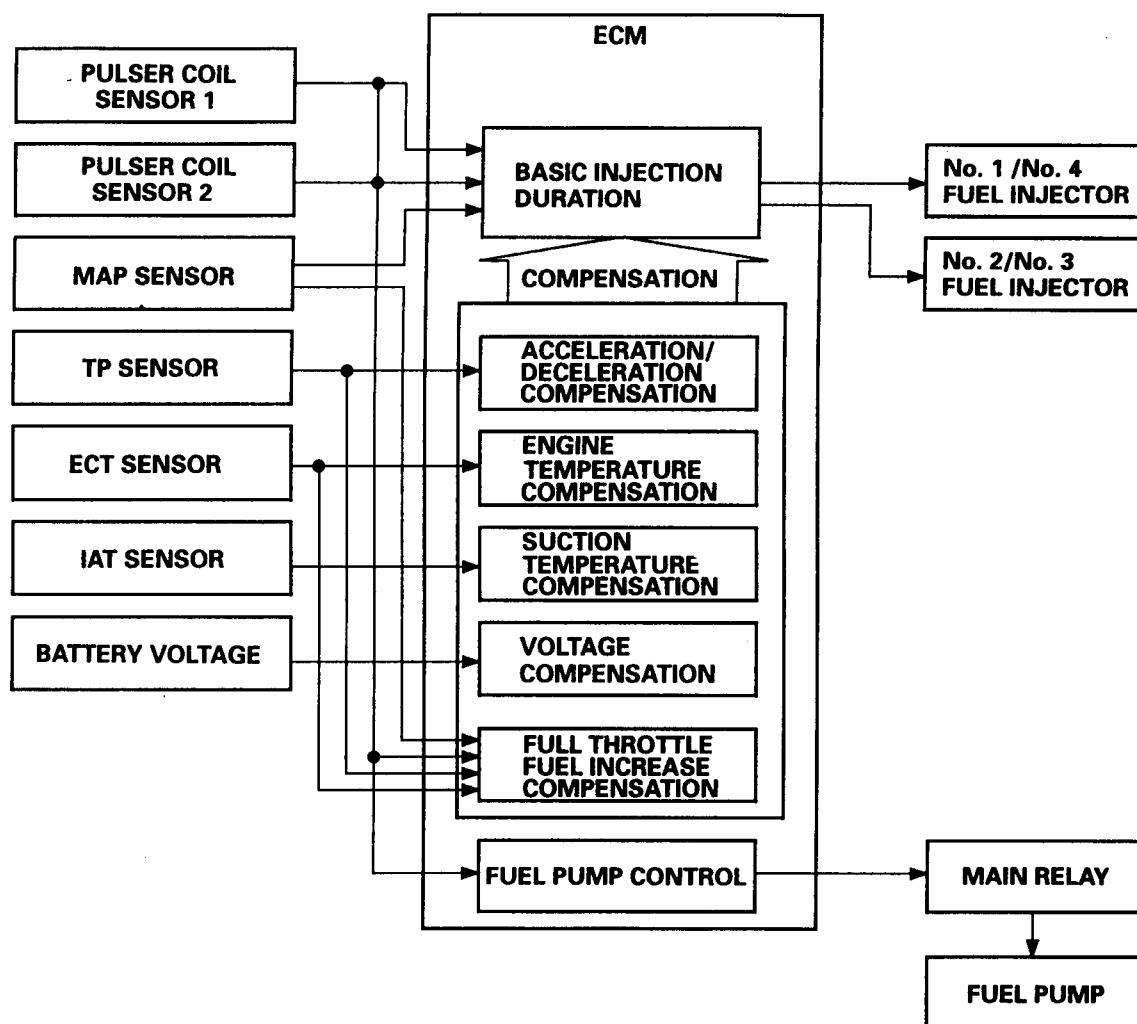 ECM
PULSER COIL
SENSOR 1
PULSER COIL
SENSOR 2
MAP SENSOR
TP SENSOR
ECT SENSOR
IAT SENSOR
BATTERY VOLTAGE
BASIC INJECTION
DURATION
COMPENSATION
ACCELERATION/
DECELERATION
COMPENSATION
ENGINE
TEMPERATURE
COMPENSATION
SUCTION
TEMPERATURE
COMPENSATION
VOLTAGE
COMPENSATION
FULL THROTTLE
FUEL INCREASE
COMPENSATION
FUEL PUMP CONTROL
No. 1 /No. 4
FUEL INJECTOR
No. 2/No. 3
FUEL INJECTOR
MAIN RELAY
FUEL PUMP